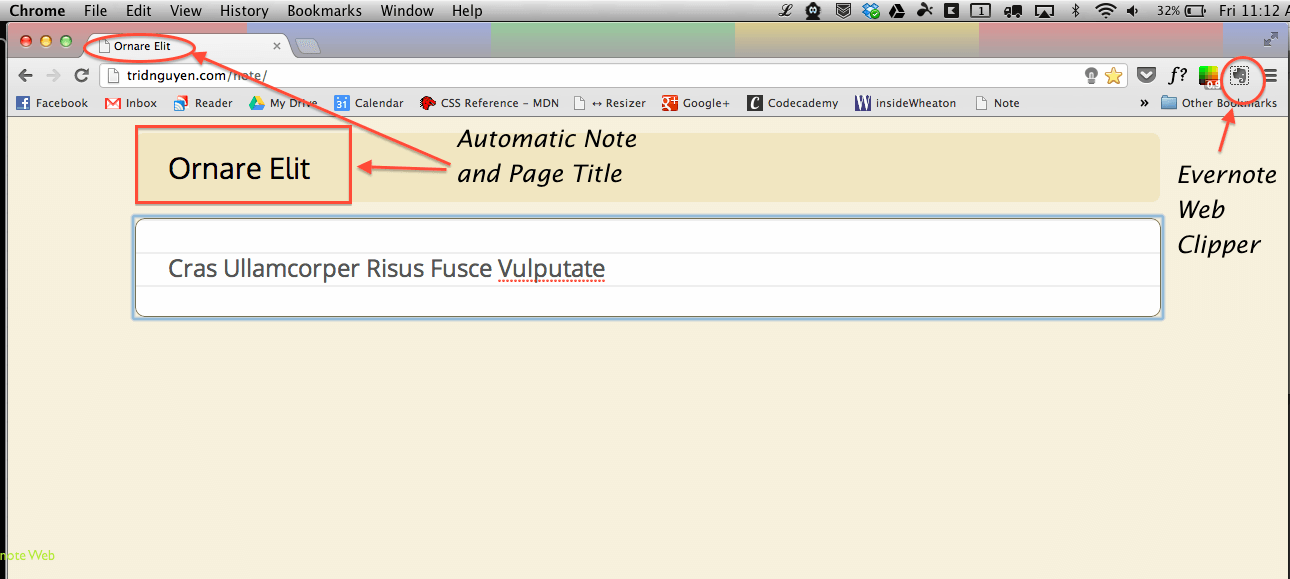 Chrome File Edit View History Bookmarks Window Help 32% Fri 11:12 A
Ornare Elit
tridnguyen.com/note/ f?
Facebook Inbox Reader My Drive 31 Calendar CSS Reference - MDN ↔ Resizer Google+ Codecademy insideWheaton Note » Other Bookmarks
Automatic Note
and Page Title
Ornare Elit
Evernote
Web
Clipper
Cras Ullamcorper Risus Fusce Vulputate
note Web